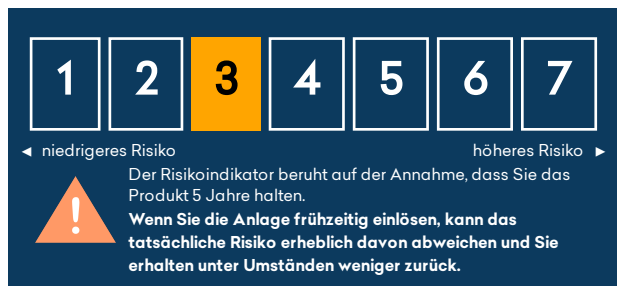 1 2 3 4 5 6 7
◄ niedrigeres Risiko höheres Risiko ►
Der Risikoindikator beruht auf der Annahme, dass Sie das
Produkt 5 Jahre halten.
!
Wenn Sie die Anlage frühzeitig einlösen, kann das
tatsächliche Risiko erheblich davon abweichen und Sie
erhalten unter Umständen weniger zurück.